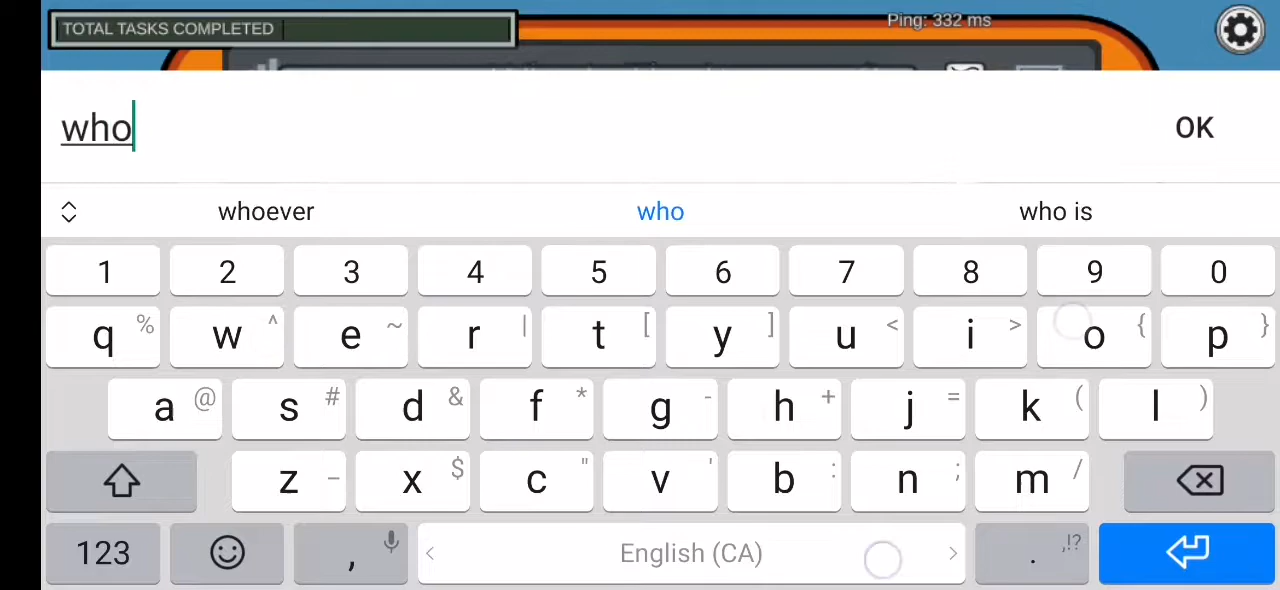 TOTAL TASKS COMPLETED
Ping: 332 ms
who
OK
whoever who who is
1 2 3 4 5 6 7 8 9 0
q % w ^ e ~ r | t [ y ] u < i > o { p }
a @ s # d & f * g - h + j = k ( l )
z _ x $ c " v ' b : n ; m /
123 , < English (CA) > . ,!?